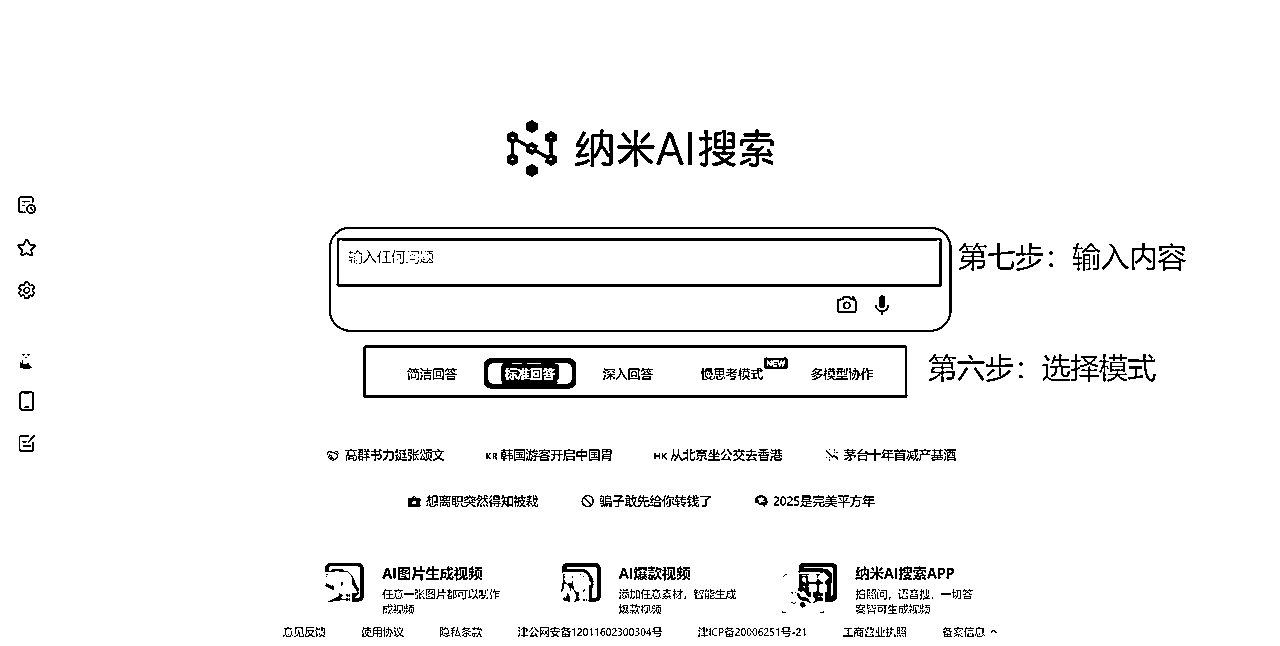 纳米AI搜索
输入任何问题
第七步：输入内容
简洁回答 标准回答 深入回答 慢思考模式 NEW 多模型协作
第六步：选择模式
高群书力挺张颂文 KR 韩国游客开启中国胃 HK 从北京坐公交去香港 茅台十年首减产基酒
想离职突然得知被裁 骗子敢先给你转钱了 2025是完美平方年
AI图片生成视频 AI爆款视频 纳米AI搜索APP
任意一张图片都可以制作 添加任意素材，智能生成 拍照问，语音搜，一切答
成视频 爆款视频 案皆可生成视频
意见反馈 使用协议 隐私条款 津公网安备12011602300304号 津ICP备20006251号-21 工商营业执照 备案信息